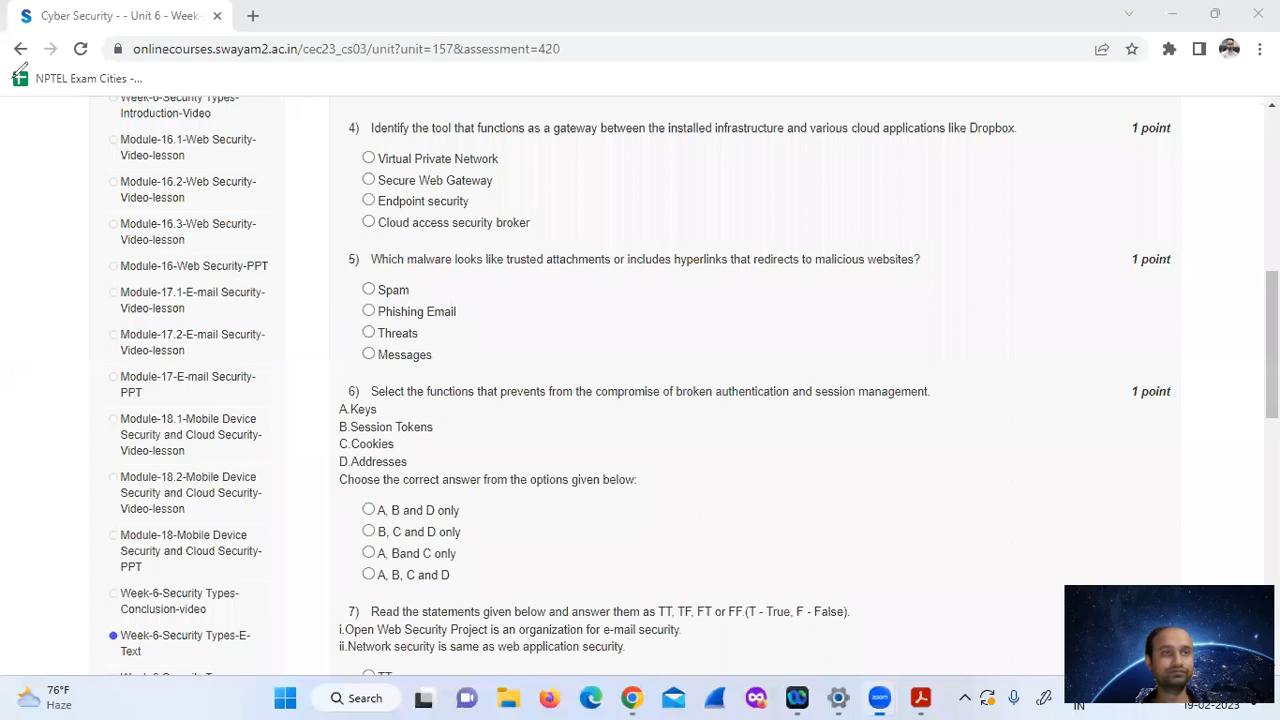 Cyber Security - - Unit 6 - Week-
onlinecourses.swayam2.ac.in/cec23_cs03/unit?unit=157&assessment=420
NPTEL Exam Cities -...
Week-6-Security Types-
Introduction-Video
Module-16.1-Web Security-
Video-lesson
Module-16.2-Web Security-
Video-lesson
Module-16.3-Web Security-
Video-lesson
Module-16-Web Security-PPT
Module-17.1-E-mail Security-
Video-lesson
Module-17.2-E-mail Security-
Video-lesson
Module-17-E-mail Security-
PPT
Module-18.1-Mobile Device
Security and Cloud Security-
Video-lesson
Module-18.2-Mobile Device
Security and Cloud Security-
Video-lesson
Module-18-Mobile Device
Security and Cloud Security-
PPT
Week-6-Security Types-
Conclusion-video
Week-6-Security Types-E-
Text
4) Identify the tool that functions as a gateway between the installed infrastructure and various cloud applications like Dropbox. 1 point
Virtual Private Network
Secure Web Gateway
Endpoint security
Cloud access security broker
5) Which malware looks like trusted attachments or includes hyperlinks that redirects to malicious websites? 1 point
Spam
Phishing Email
Threats
Messages
6) Select the functions that prevents from the compromise of broken authentication and session management. 1 point
A.Keys
B.Session Tokens
C.Cookies
D.Addresses
Choose the correct answer from the options given below:
A, B and D only
B, C and D only
A, Band C only
A, B, C and D
7) Read the statements given below and answer them as TT, TF, FT or FF.(T - True, F - False).
i.Open Web Security Project is an organization for e-mail security.
ii.Network security is same as web application security.
TT
76°F
Haze
Search
IN
19-02-2023